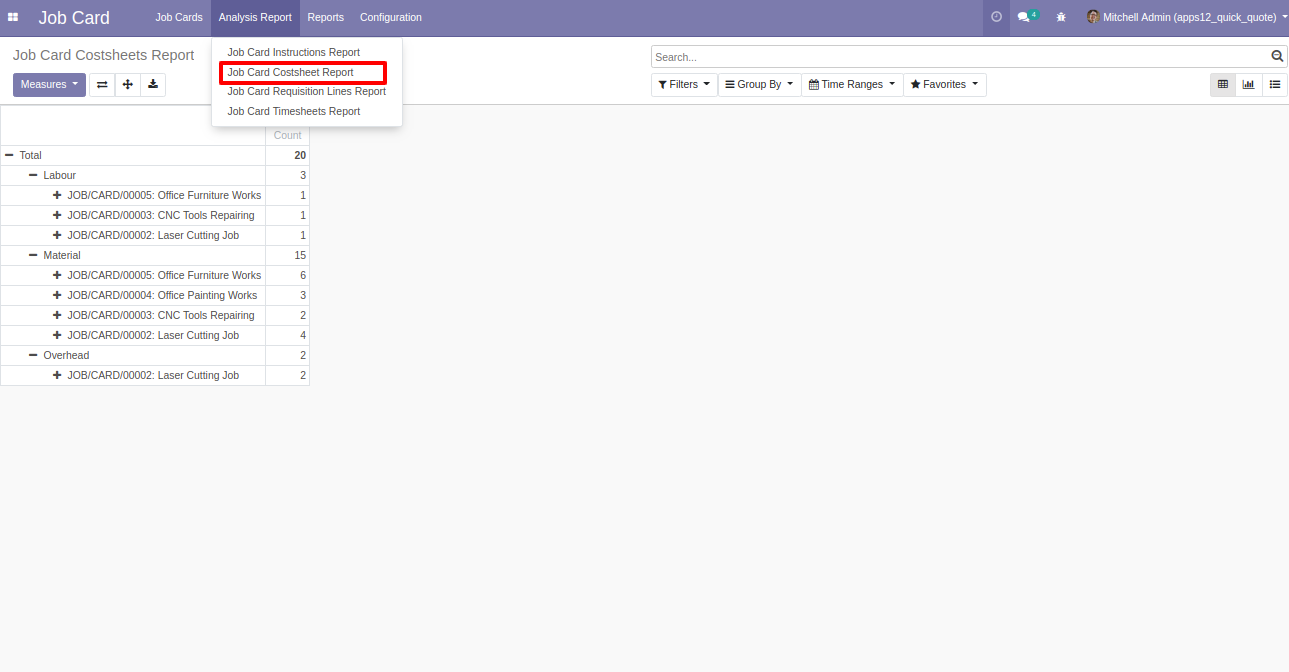 Job Card Job Cards Analysis Report Reports Configuration 4 Mitchell Admin (apps12_quick_quote)
Job Card Costsheets Report
Search...
Measures
Filters Group By Time Ranges Favorites
Job Card Instructions Report
Job Card Costsheet Report
Job Card Requisition Lines Report
Job Card Timesheets Report
Count
Total 20
Labour 3
JOB/CARD/00005: Office Furniture Works 1
JOB/CARD/00003: CNC Tools Repairing 1
JOB/CARD/00002: Laser Cutting Job 1
Material 15
JOB/CARD/00005: Office Furniture Works 6
JOB/CARD/00004: Office Painting Works 3
JOB/CARD/00003: CNC Tools Repairing 2
JOB/CARD/00002: Laser Cutting Job 4
Overhead 2
JOB/CARD/00002: Laser Cutting Job 2